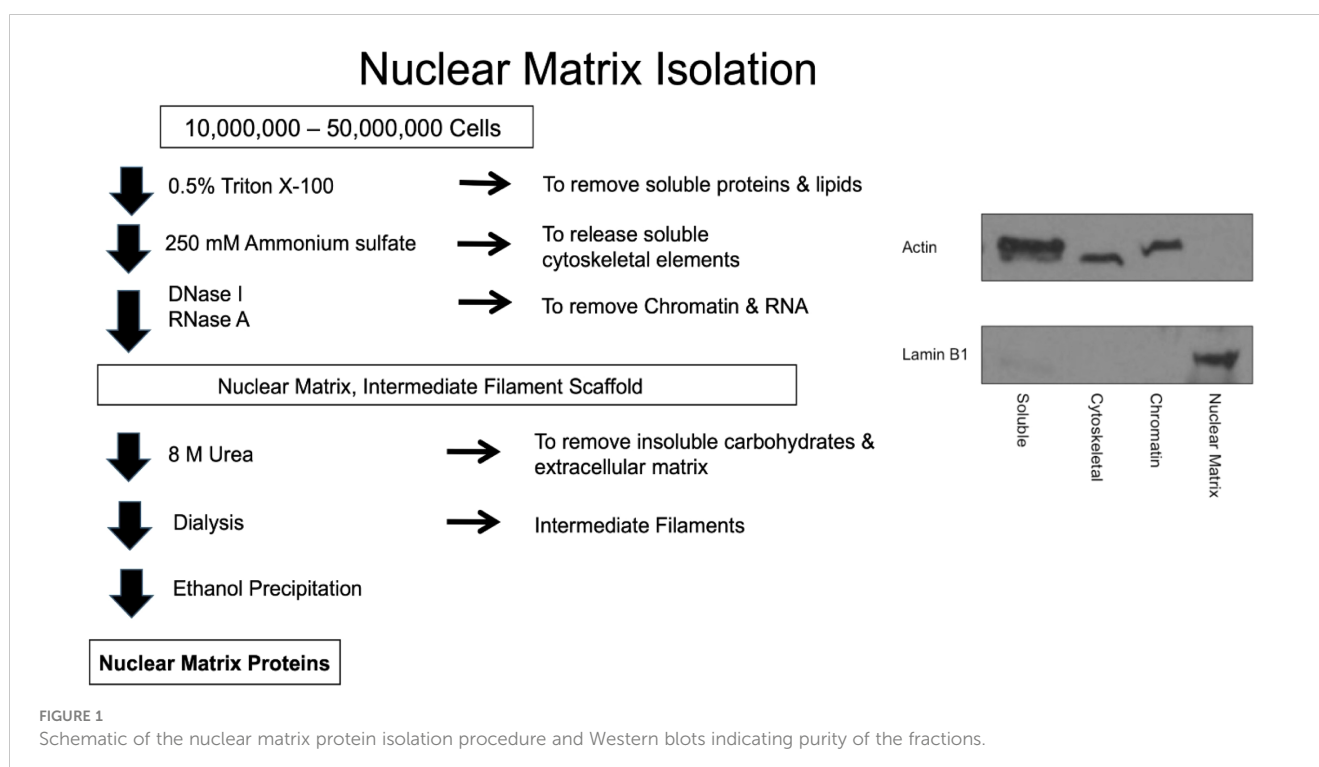 Nuclear Matrix Isolation
10,000,000 – 50,000,000 Cells
0.5% Triton X-100
To remove soluble proteins & lipids
250 mM Ammonium sulfate
To release soluble
cytoskeletal elements
DNase I
RNase A
To remove Chromatin & RNA
Nuclear Matrix, Intermediate Filament Scaffold
8 M Urea
To remove insoluble carbohydrates &
extracellular matrix
Dialysis
Intermediate Filaments
Ethanol Precipitation
Nuclear Matrix Proteins
Actin
Lamin B1
Soluble
Cytoskeletal
Chromatin
Nuclear Matrix
FIGURE 1
Schematic of the nuclear matrix protein isolation procedure and Western blots indicating purity of the fractions.